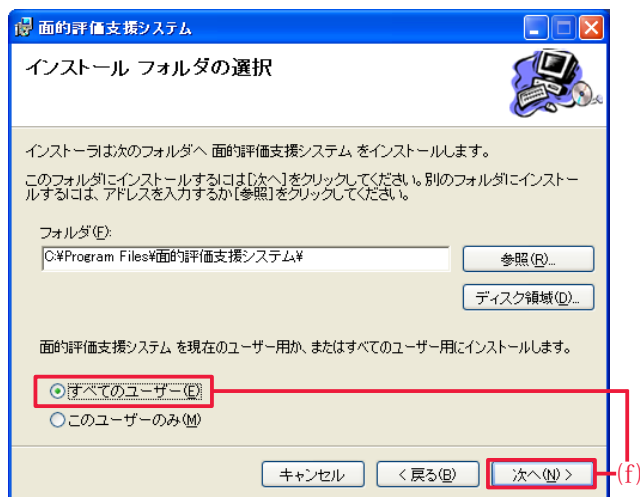 面的評価支援システム
インストール フォルダの選択
インストーラは次のフォルダへ 面的評価支援システム をインストールします。
このフォルダにインストールするには[次へ]をクリックしてください。別のフォルダにインストー
ルするには、アドレスを入力するか[参照]をクリックしてください。
フォルダ(F):
C:¥Program Files¥面的評価支援システム¥
参照(R)...
ディスク領域(D)...
面的評価支援システム を現在のユーザー用か、またはすべてのユーザー用にインストールします。
すべてのユーザー(E)
このユーザーのみ(M)
キャンセル
< 戻る(B)
次へ(N) >
(f)